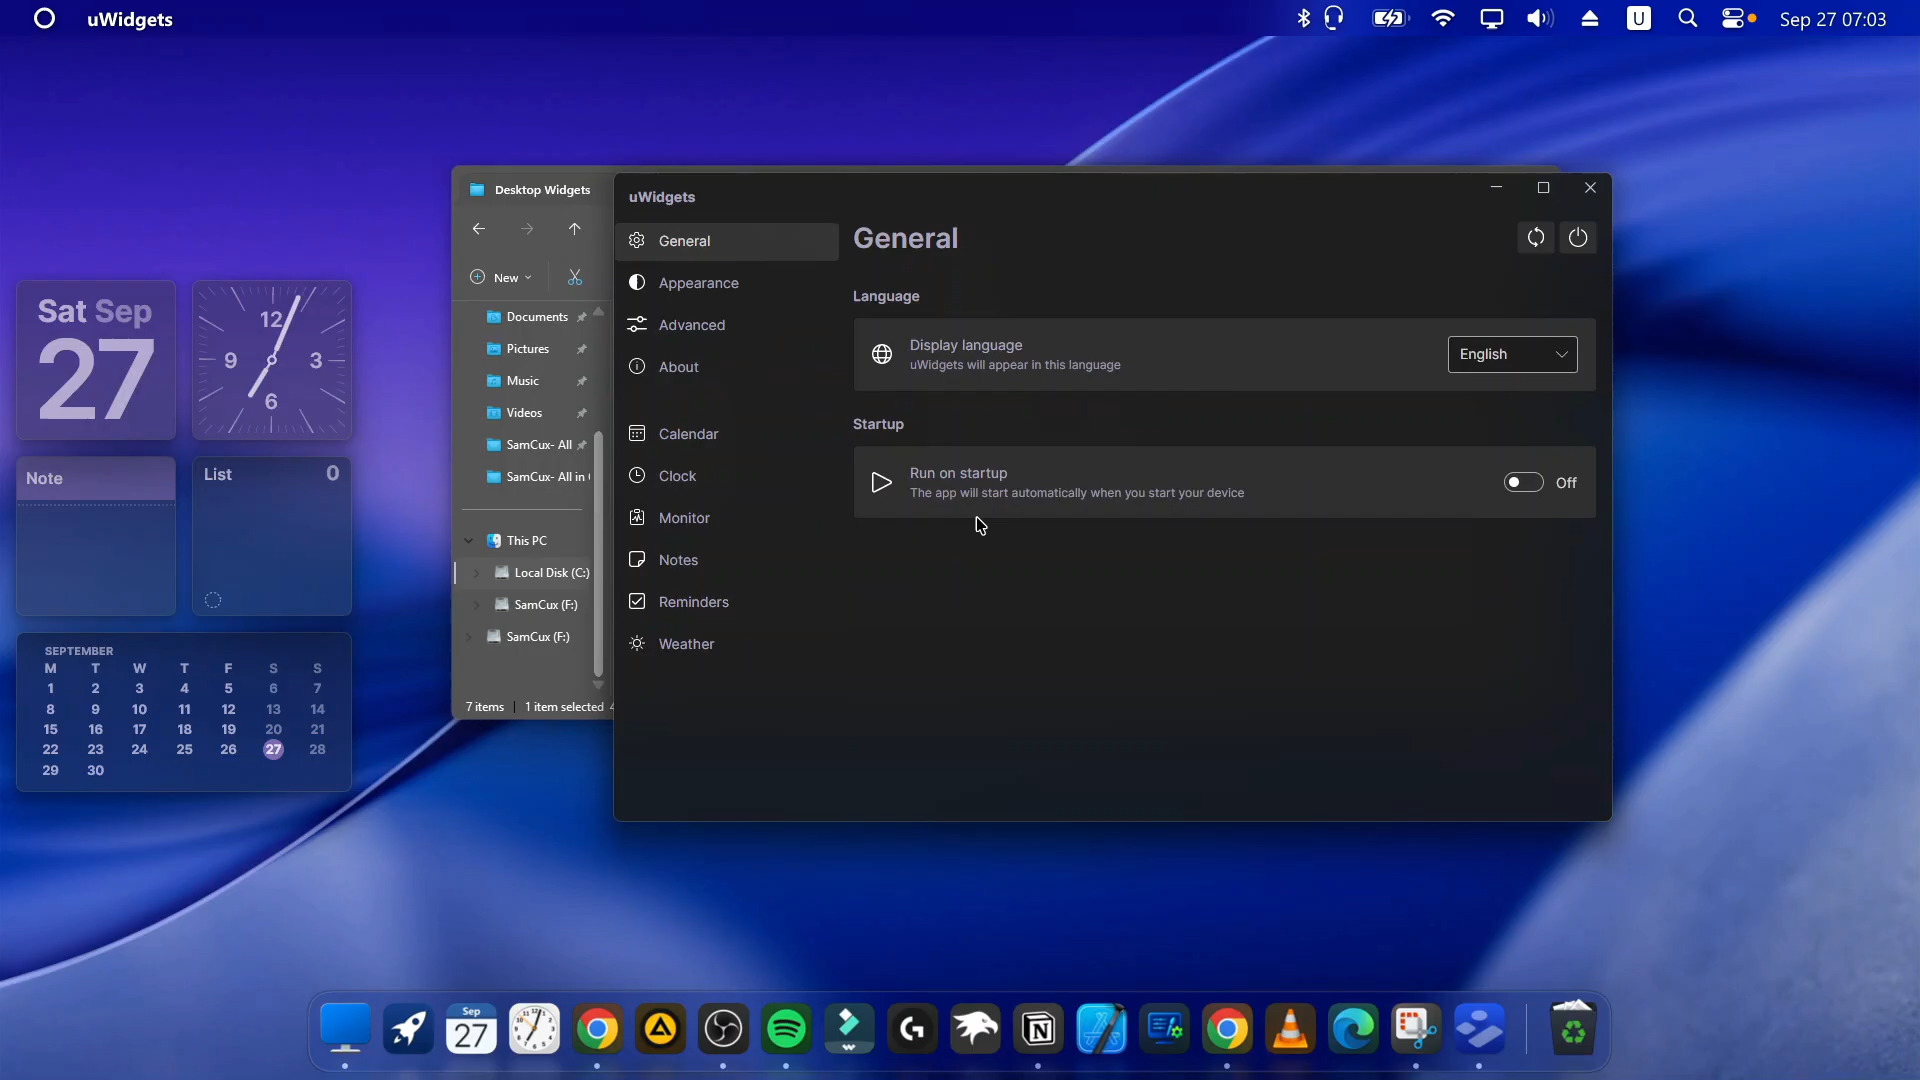 uWidgets
U
Sep 27 07:03
Sat Sep
27
12
3
6
9
Note
List 0
SEPTEMBER
M T W T F S S
1 2 3 4 5 6 7
8 9 10 11 12 13 14
15 16 17 18 19 20 21
22 23 24 25 26 27 28
29 30
Desktop Widgets
New
Documents
Pictures
Music
Videos
SamCux- All
SamCux- All in
This PC
Local Disk (C:)
SamCux (F:)
SamCux (F:)
7 items
1 item selected
uWidgets
General
Appearance
Advanced
About
Calendar
Clock
Monitor
Notes
Reminders
Weather
General
Language
Display language
uWidgets will appear in this language
English
Startup
Run on startup
The app will start automatically when you start your device
Off
Sep
27